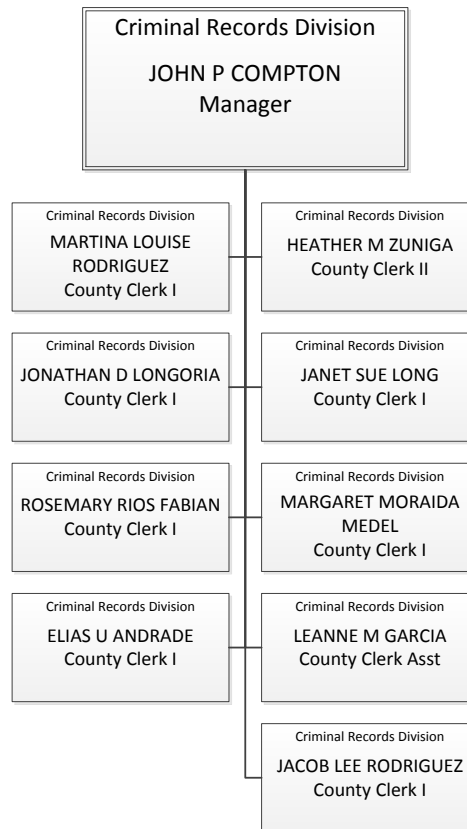 Criminal Records Division
JOHN P COMPTON
Manager
Criminal Records Division
MARTINA LOUISE
RODRIGUEZ
County Clerk I
Criminal Records Division
HEATHER M ZUNIGA
County Clerk II
Criminal Records Division
JONATHAN D LONGORIA
County Clerk I
Criminal Records Division
JANET SUE LONG
County Clerk I
Criminal Records Division
ROSEMARY RIOS FABIAN
County Clerk I
Criminal Records Division
MARGARET MORAIDA
MEDEL
County Clerk I
Criminal Records Division
ELIAS U ANDRADE
County Clerk I
Criminal Records Division
LEANNE M GARCIA
County Clerk Asst
Criminal Records Division
JACOB LEE RODRIGUEZ
County Clerk I